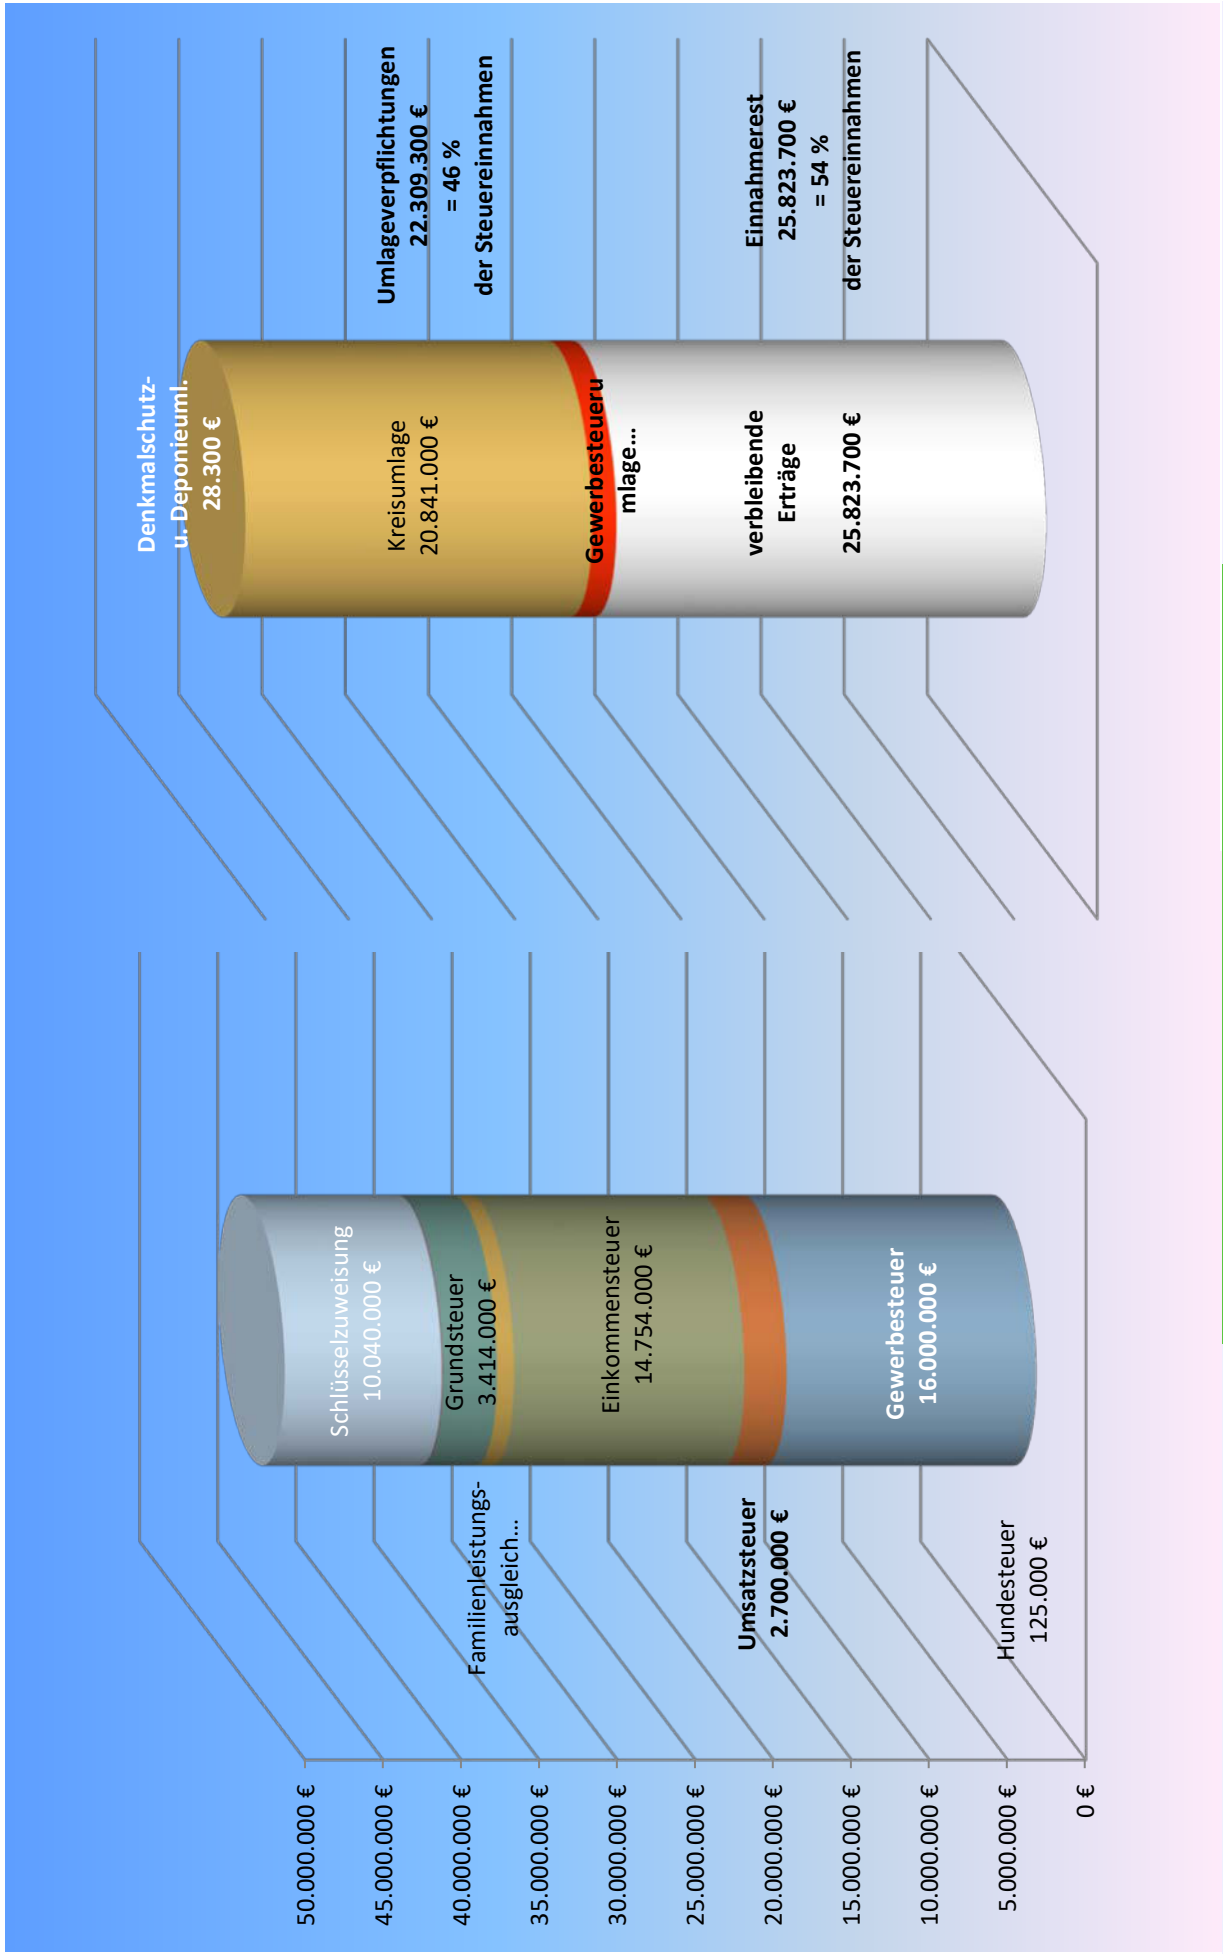 50.000.000 €
45.000.000 €
40.000.000 €
35.000.000 €
30.000.000 €
25.000.000 €
20.000.000 €
15.000.000 €
10.000.000 €
5.000.000 €
0 €
Familienleistungs-
ausgleich...
Umsatzsteuer
2.700.000 €
Hundesteuer
125.000 €
Schlüsselzuweisung
10.040.000 €
Grundsteuer
3.414.000 €
Einkommensteuer
14.754.000 €
Gewerbesteuer
16.000.000 €
Denkmalschutz-
u. Deponieuml.
28.300 €
Kreisumlage
20.841.000 €
Gewerbesteueru
mlage...
verbleibende
Erträge
25.823.700 €
Umlageverpflichtungen
22.309.300 €
= 46 %
der Steuereinnahmen
Einnahmerest
25.823.700 €
= 54 %
der Steuereinnahmen